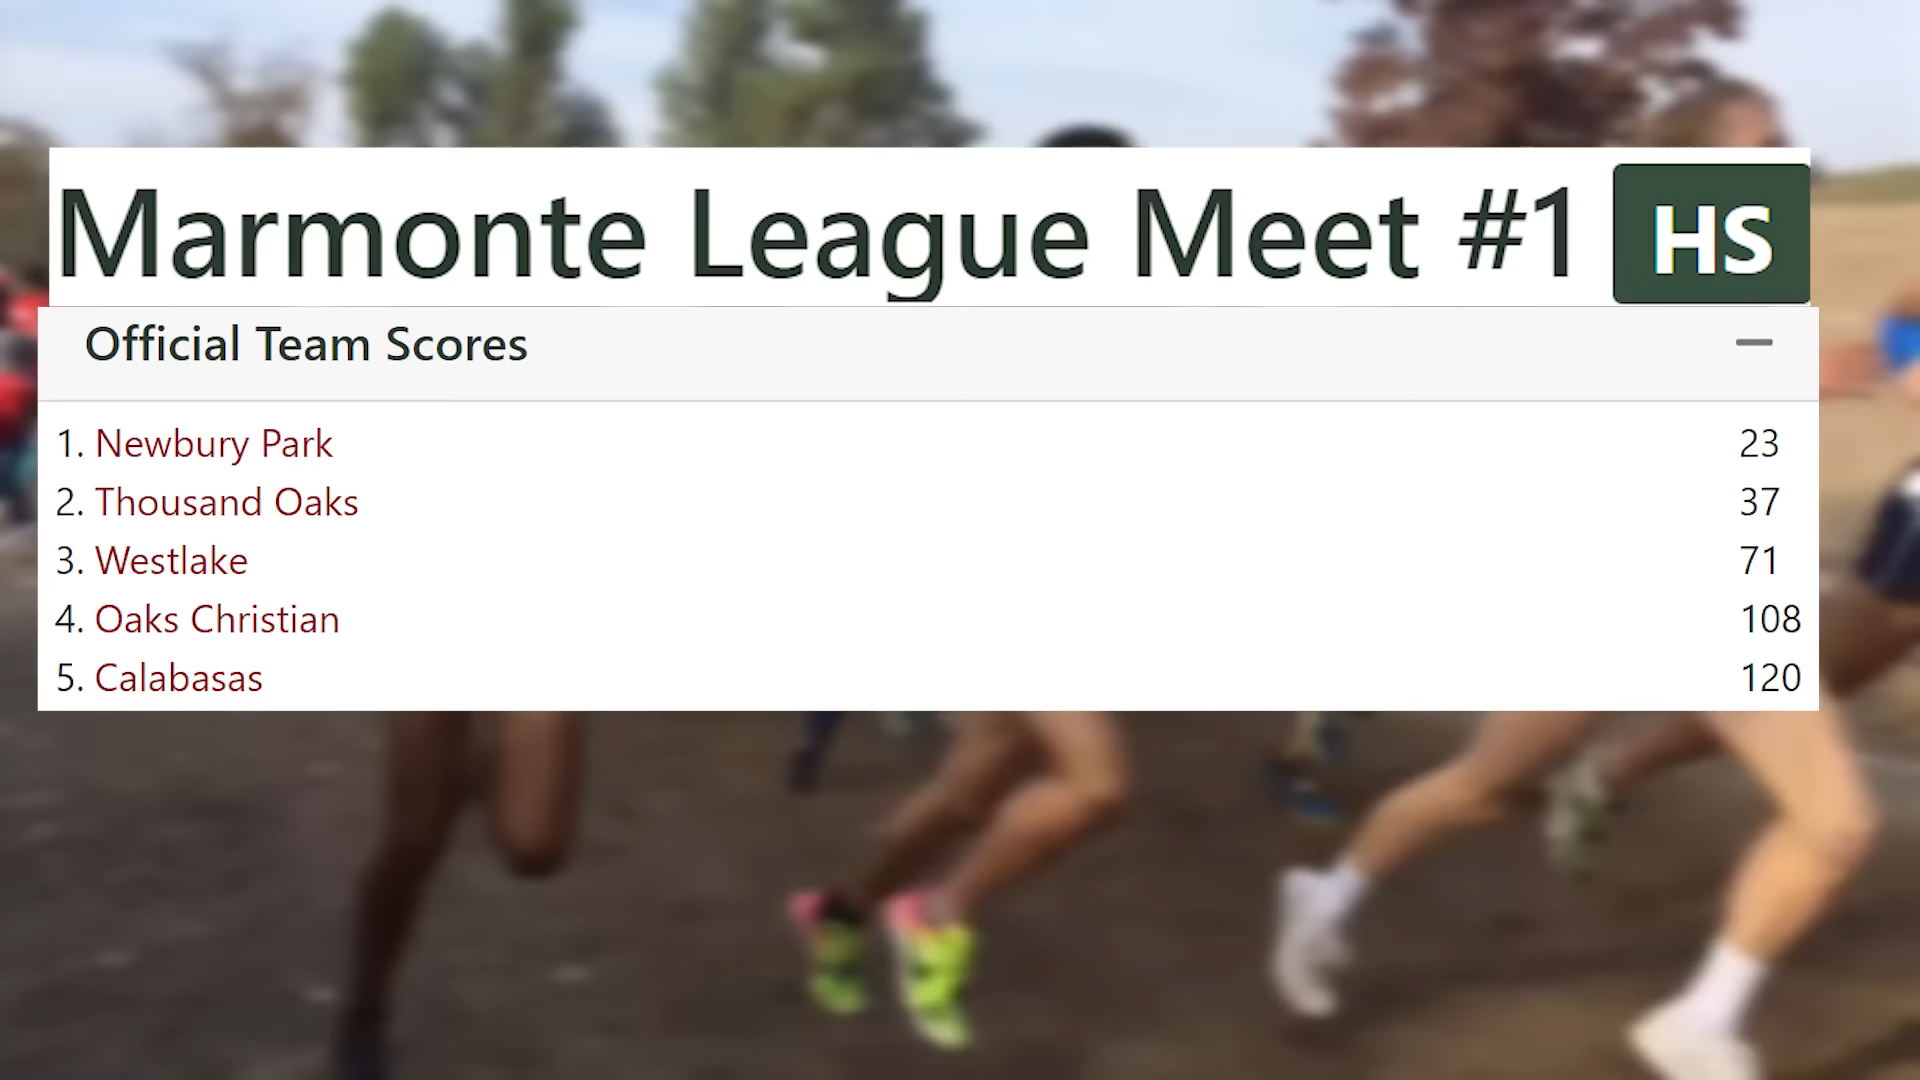 Marmonte League Meet #1 HS
Official Team Scores
1. Newbury Park 23
2. Thousand Oaks 37
3. Westlake 71
4. Oaks Christian 108
5. Calabasas 120